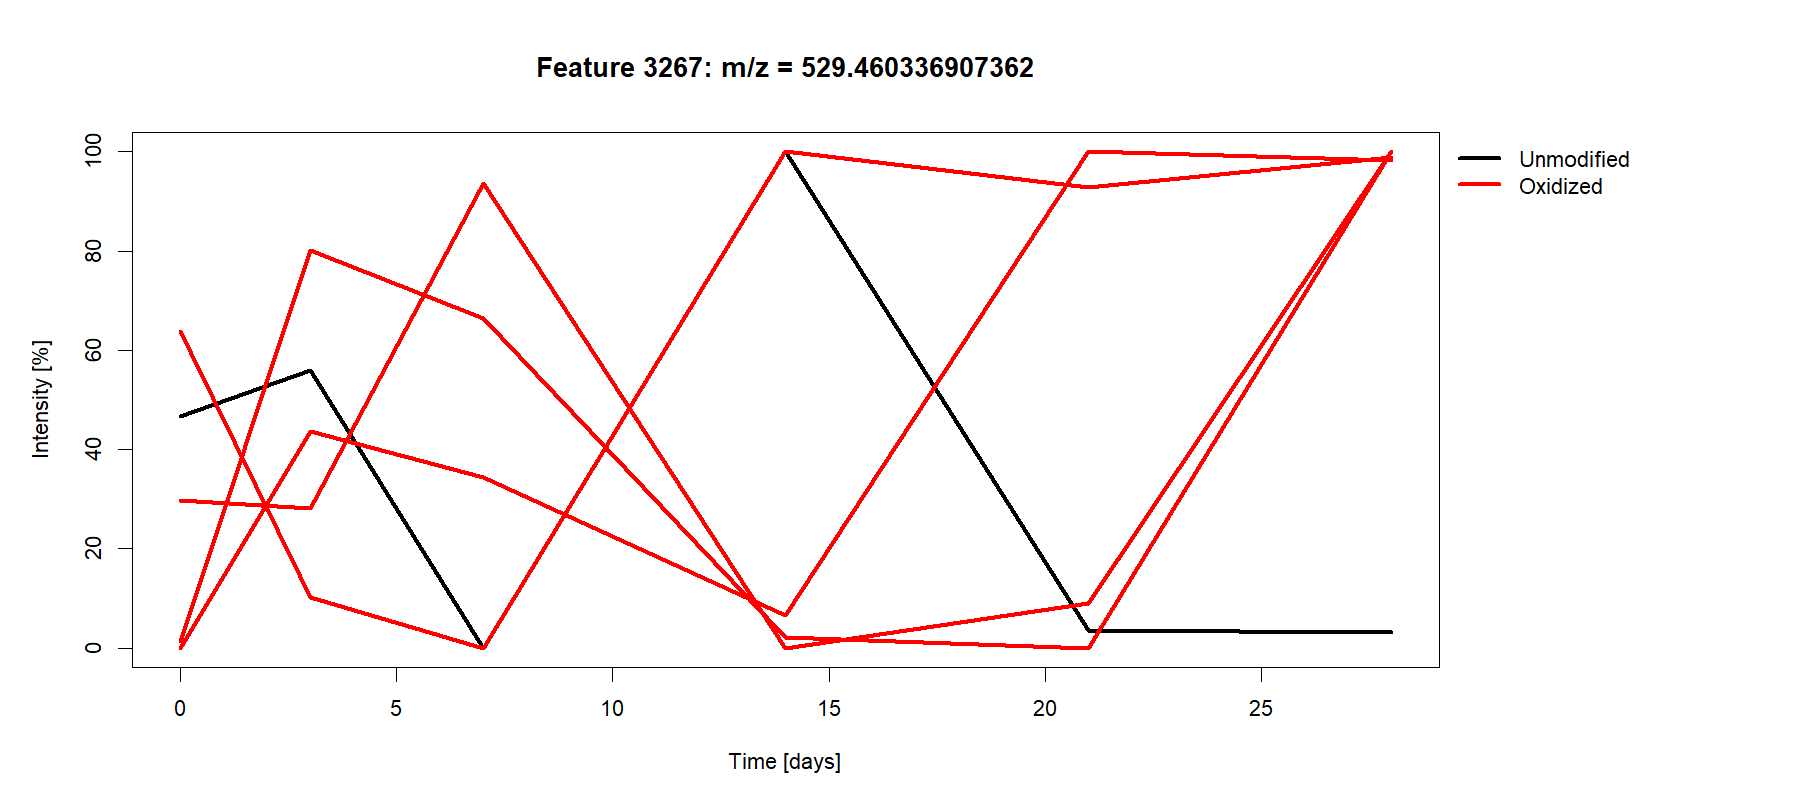 Feature 3267: m/z = 529.460336907362
Unmodified
Oxidized
Intensity [%]
100
80
60
40
20
0
0 5 10 15 20 25
Time [days]